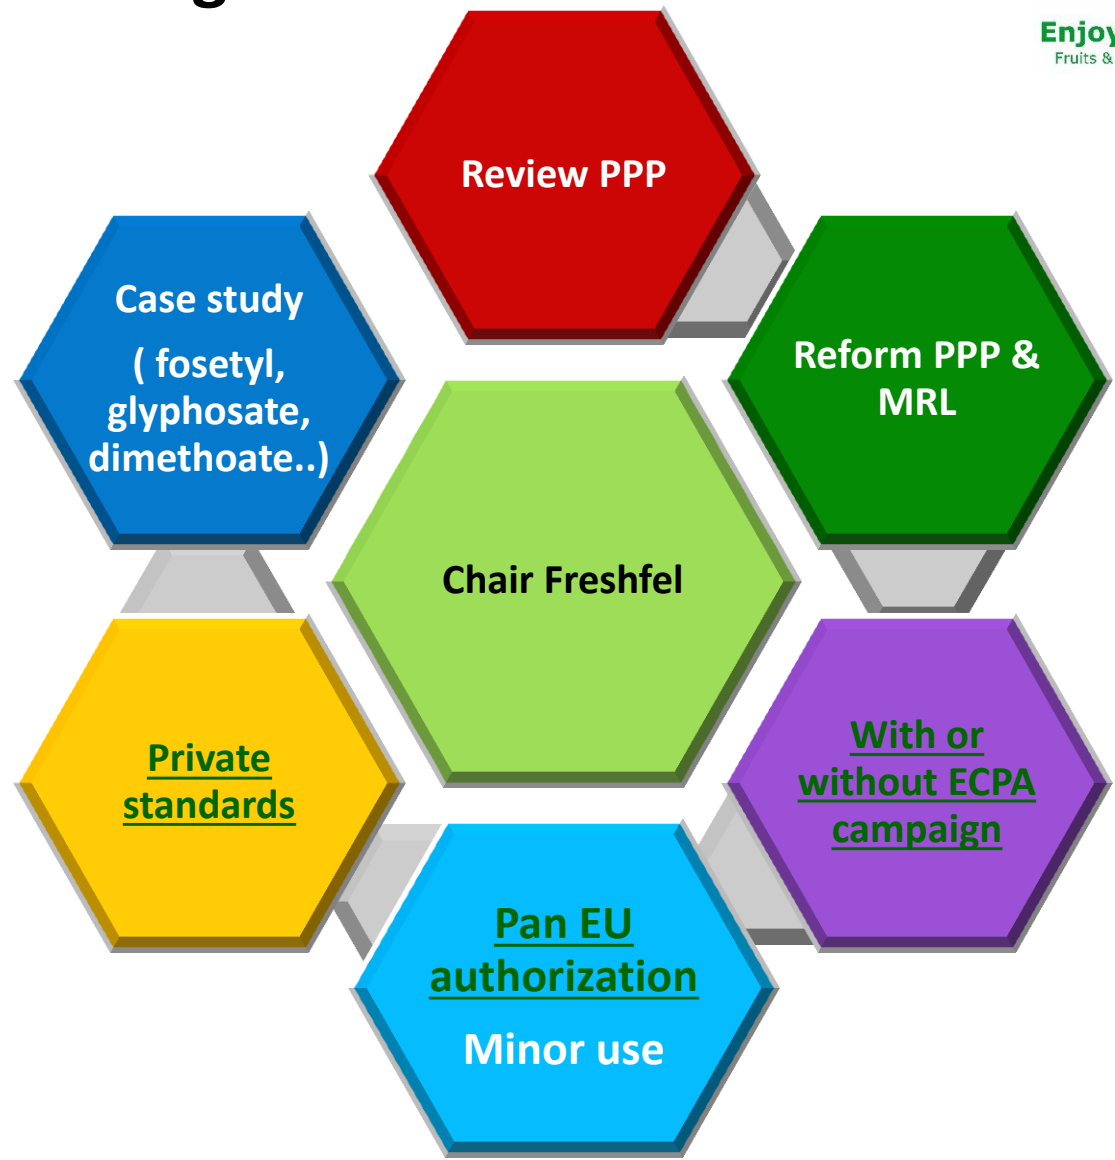 Enjoy
Fruits &
Review PPP
Case study
( fosetyl,
glyphosate,
dimethoate..)
Reform PPP &
MRL
Chair Freshfel
Private
standards
With or
without ECPA
campaign
Pan EU
authorization
Minor use